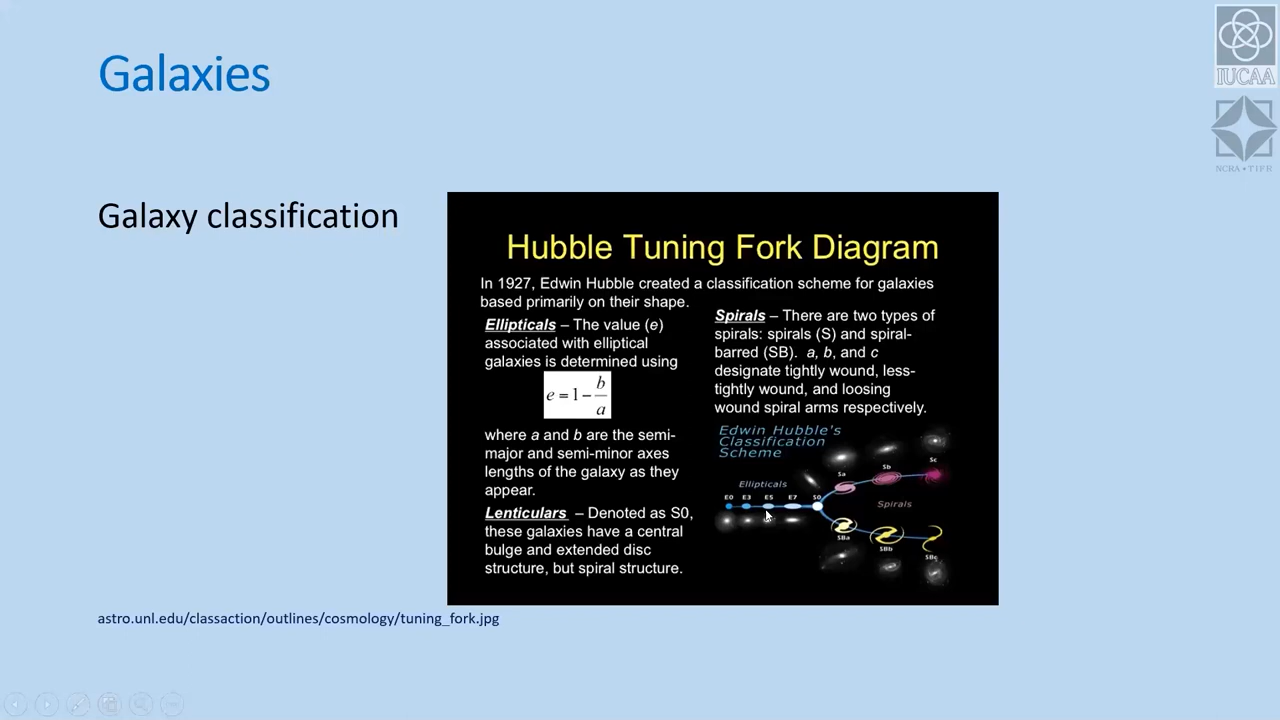 Galaxies
IUCAA
NCRA • TIFR
Galaxy classification
Hubble Tuning Fork Diagram
In 1927, Edwin Hubble created a classification scheme for galaxies
based primarily on their shape.
Ellipticals – The value (e)
associated with elliptical
galaxies is determined using
e = 1 - b/a
where a and b are the semi-
major and semi-minor axes
lengths of the galaxy as they
appear.
Lenticulars – Denoted as S0,
these galaxies have a central
bulge and extended disc
structure, but spiral structure.
Spirals – There are two types of
spirals: spirals (S) and spiral-
barred (SB). a, b, and c
designate tightly wound, less-
tightly wound, and loosing
wound spiral arms respectively.
Edwin Hubble's
Classification
Scheme
Ellipticals
E0 E3 E5 E7 S0
Sa
Sb
Sc
Spirals
SBa
SBb
SBc
astro.unl.edu/classaction/outlines/cosmology/tuning_fork.jpg